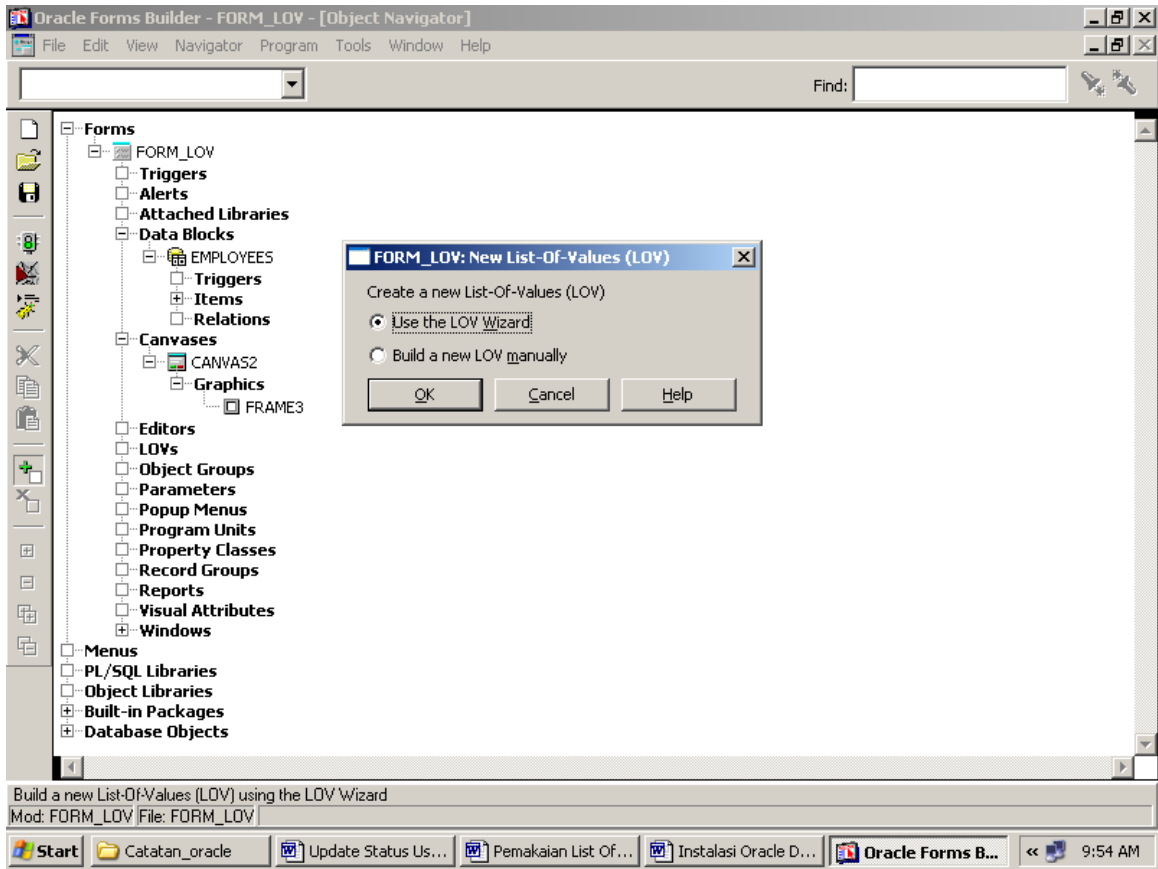 Oracle Forms Builder - FORM_LOV - [Object Navigator]
File Edit View Navigator Program Tools Window Help
Find:
Forms
FORM_LOV
Triggers
Alerts
Attached Libraries
Data Blocks
EMPLOYEES
Triggers
Items
Relations
Canvases
CANVAS2
Graphics
FRAME3
Editors
LOVs
Object Groups
Parameters
Popup Menus
Program Units
Property Classes
Record Groups
Reports
Visual Attributes
Windows
Menus
PL/SQL Libraries
Object Libraries
Built-in Packages
Database Objects
FORM_LOV: New List-Of-Values (LOV)
Create a new List-Of-Values (LOV)
Use the LOV Wizard
Build a new LOV manually
OK Cancel Help
Build a new List-Of-Values (LOV) using the LOV Wizard
Mod: FORM_LOV File: FORM_LOV
Start Catatan_oracle Update Status Us... Pemakaian List Of... Instalasi Oracle D... Oracle Forms B... « 9:54 AM